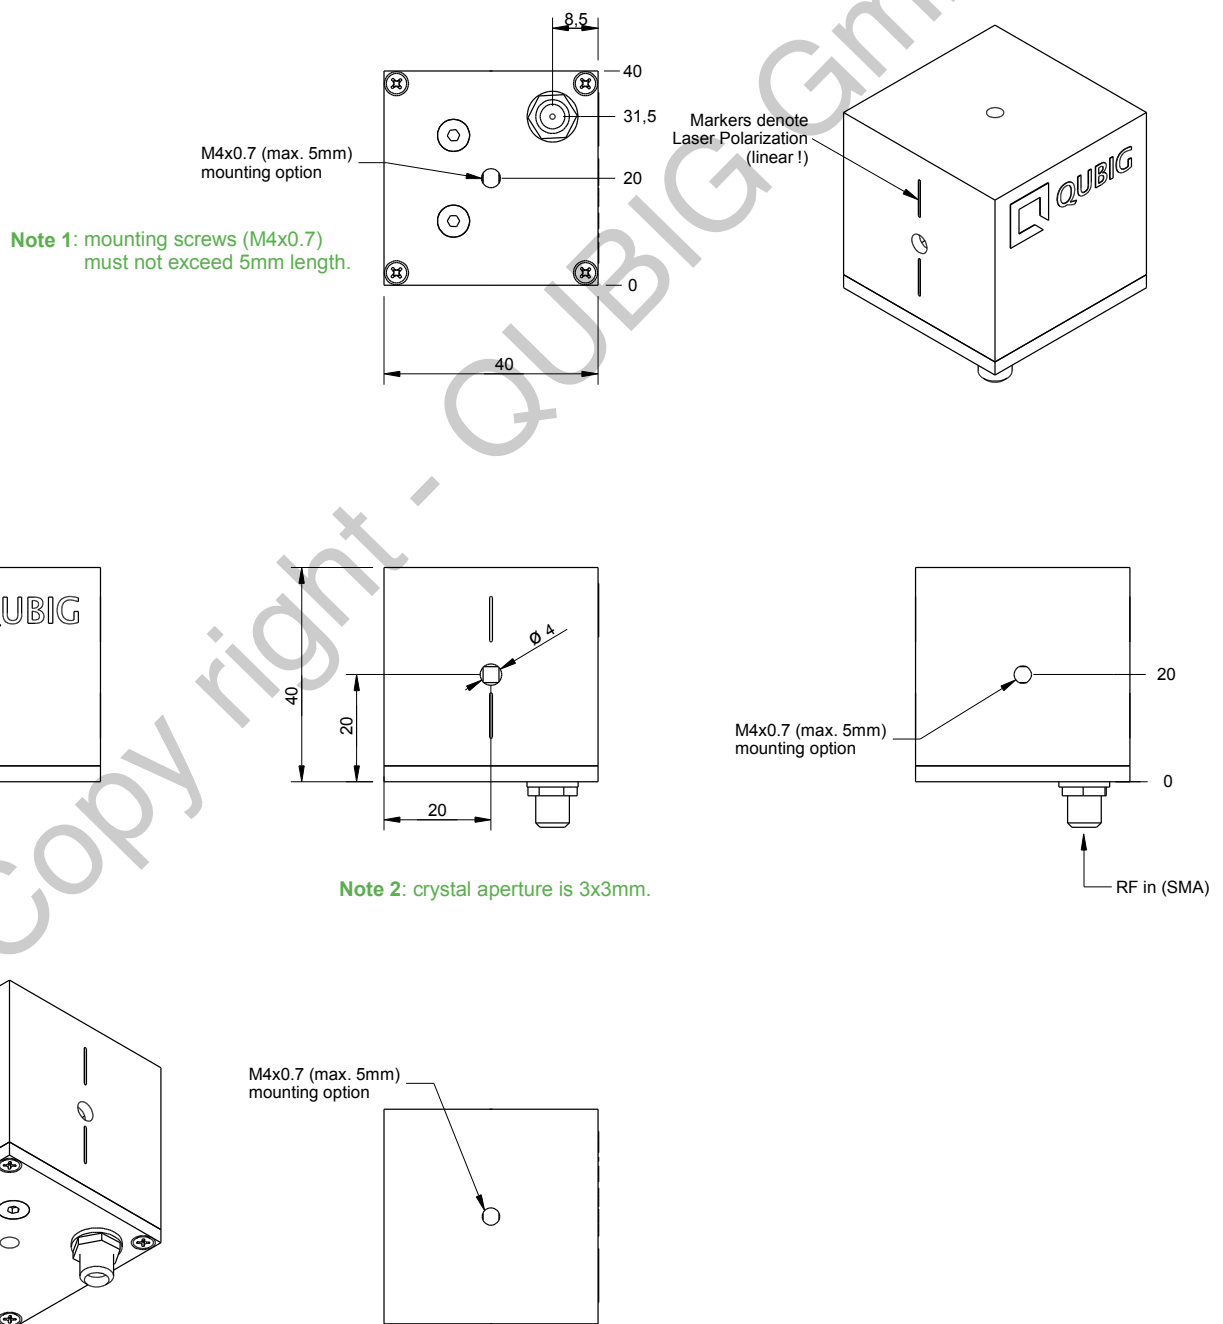 8,5
40
31,5
20
0
40
M4x0.7 (max. 5mm)
mounting option
Note 1: mounting screws (M4x0.7)
must not exceed 5mm length.
Markers denote
Laser Polarization
(linear !)
QUBIG
UBIG
40
20
20
Ø 4
Note 2: crystal aperture is 3x3mm.
M4x0.7 (max. 5mm)
mounting option
20
0
RF in (SMA)
M4x0.7 (max. 5mm)
mounting option
Copy right - QUBIG Gm